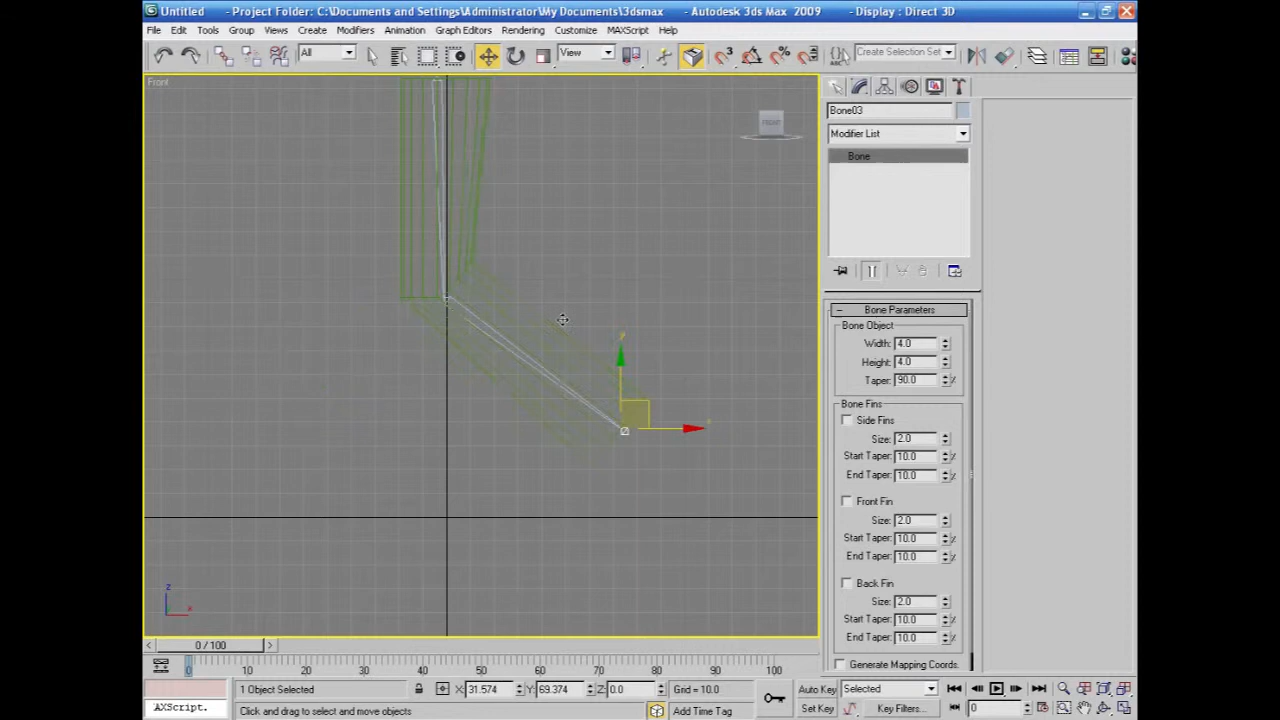 Untitled - Project Folder: C:\Documents and Settings\Administrator\My Documents\3dsmax - Autodesk 3ds Max 2009 - Display : Direct 3D
File Edit Tools Group Views Create Modifiers Animation Graph Editors Rendering Customize MAXScript Help
All View Create Selection Set
Front
FRONT
Bone03
Modifier List
Bone
Bone Parameters
Bone Object
Width: 4.0
Height: 4.0
Taper: 90.0 %
Bone Fins
Side Fins
Size: 2.0
Start Taper: 10.0 %
End Taper: 10.0 %
Front Fin
Size: 2.0
Start Taper: 10.0 %
End Taper: 10.0 %
Back Fin
Size: 2.0
Start Taper: 10.0 %
End Taper: 10.0 %
Generate Mapping Coords.
y
x
z
x
0 / 100
0 10 20 30 40 50 60 70 80 90 100
1 Object Selected X: 31.574 Y: 69.374 Z: 0.0 Grid = 10.0 Auto Key Selected
AXScript. Click and drag to select and move objects Add Time Tag Set Key Key Filters... 0